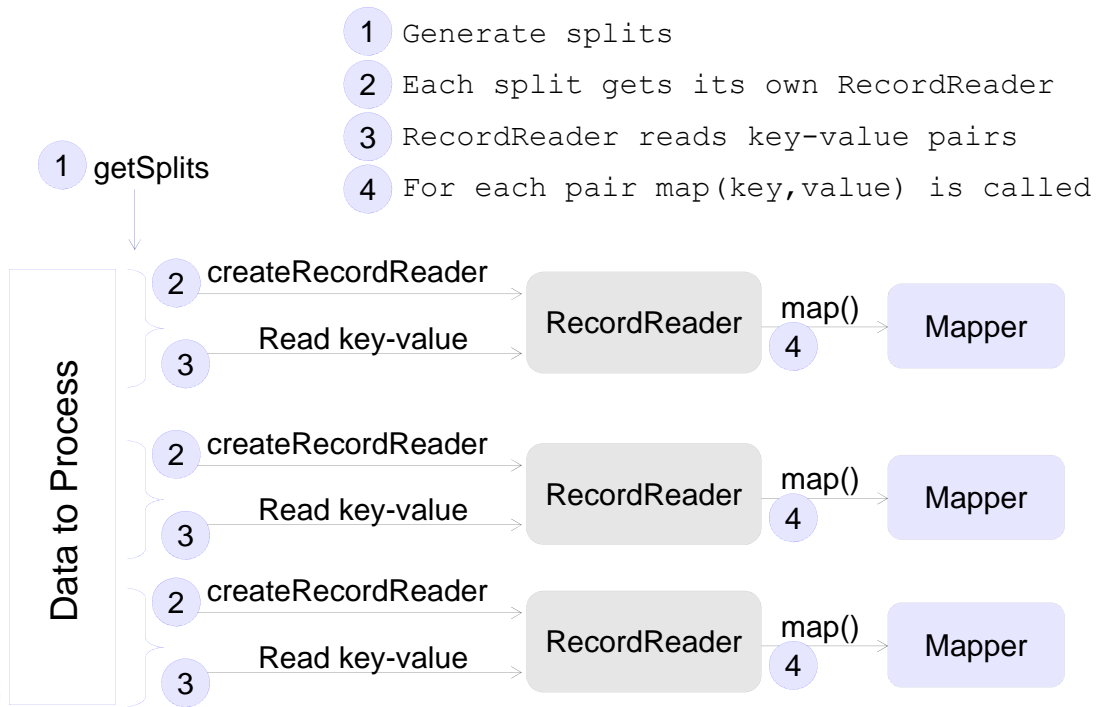 1 Generate splits
2 Each split gets its own RecordReader
3 RecordReader reads key-value pairs
4 For each pair map(key,value) is called
1 getSplits
Data to Process
2 createRecordReader
3 Read key-value
RecordReader
map()
4
Mapper
2 createRecordReader
3 Read key-value
RecordReader
map()
4
Mapper
2 createRecordReader
3 Read key-value
RecordReader
map()
4
Mapper